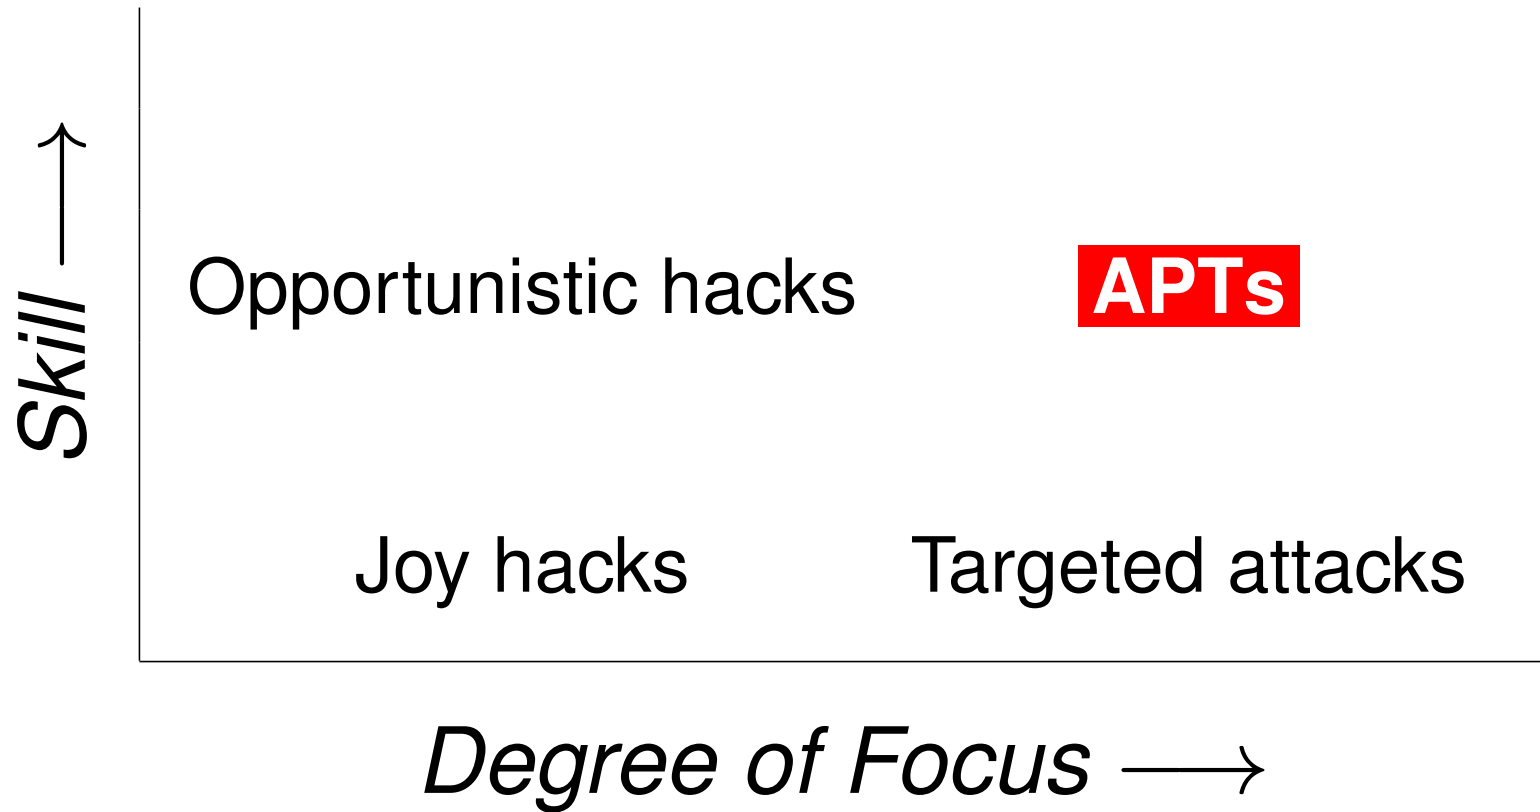 Skill →
Opportunistic hacks
APTs
Joy hacks
Targeted attacks
Degree of Focus →